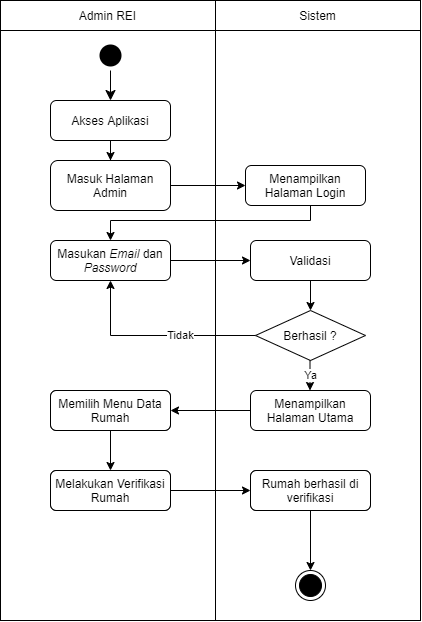 Admin REI
Sistem
Akses Aplikasi
Masuk Halaman
Admin
Menampilkan
Halaman Login
Masukan Email dan
Password
Validasi
Berhasil ?
Tidak
Ya
Menampilkan
Halaman Utama
Memilih Menu Data
Rumah
Melakukan Verifikasi
Rumah
Rumah berhasil di
verifikasi